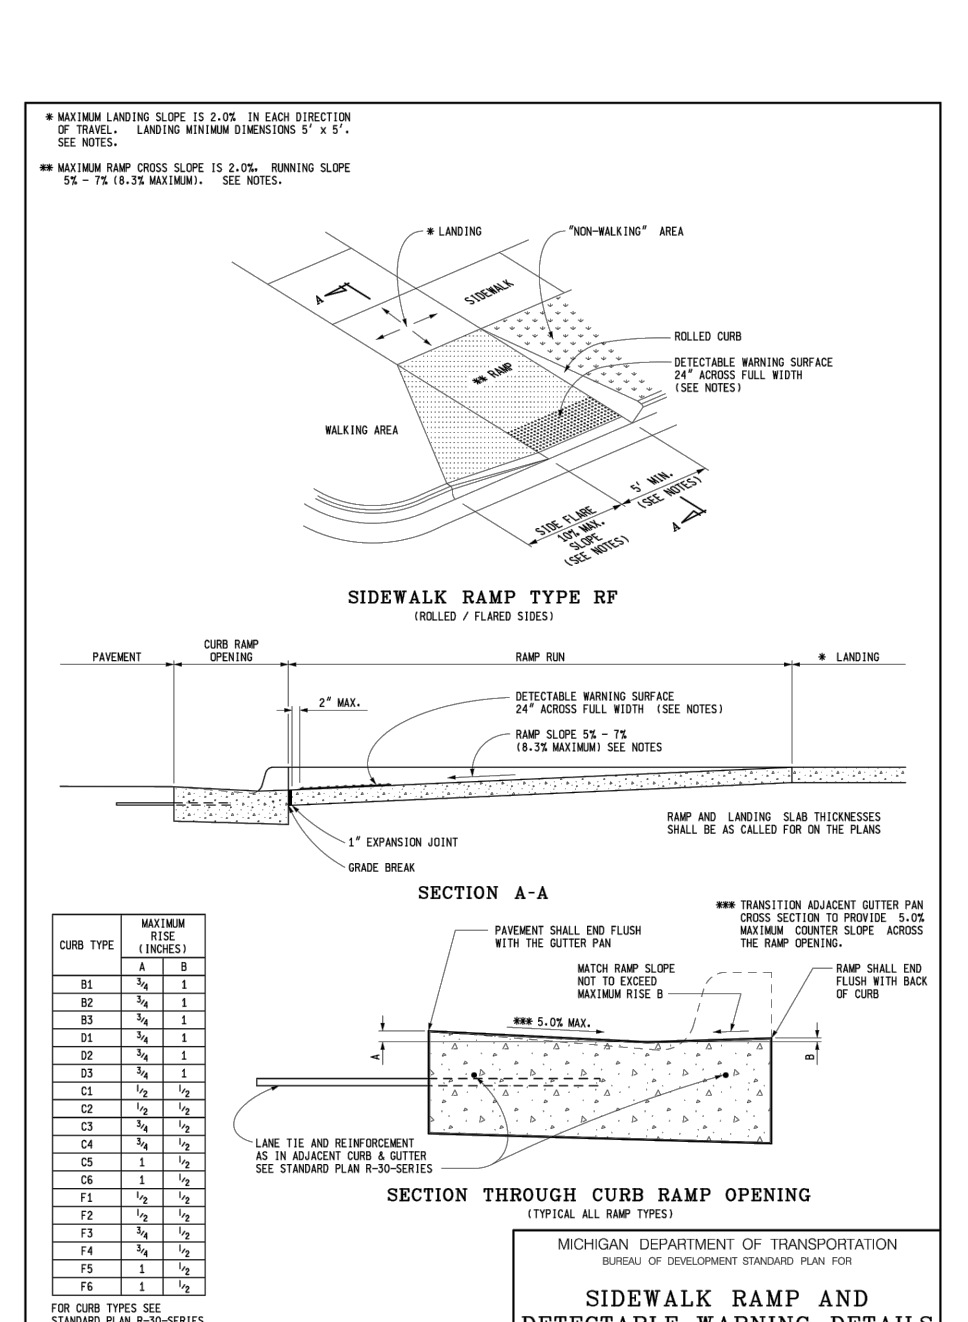 * MAXIMUM LANDING SLOPE IS 2.0% IN EACH DIRECTION
OF TRAVEL. LANDING MINIMUM DIMENSIONS 5' x 5'.
SEE NOTES.
** MAXIMUM RAMP CROSS SLOPE IS 2.0%. RUNNING SLOPE
5% - 7% (8.3% MAXIMUM). SEE NOTES.
* LANDING
"NON-WALKING" AREA
A
SIDEWALK
ROLLED CURB
DETECTABLE WARNING SURFACE
24" ACROSS FULL WIDTH
(SEE NOTES)
** RAMP
WALKING AREA
5' MIN.
(SEE NOTES)
SIDE FLARE
10% MAX.
SLOPE
(SEE NOTES)
A
SIDEWALK RAMP TYPE RF
(ROLLED / FLARED SIDES)
PAVEMENT
CURB RAMP
OPENING
RAMP RUN
* LANDING
2" MAX.
DETECTABLE WARNING SURFACE
24" ACROSS FULL WIDTH (SEE NOTES)
RAMP SLOPE 5% - 7%
(8.3% MAXIMUM) SEE NOTES
RAMP AND LANDING SLAB THICKNESSES
SHALL BE AS CALLED FOR ON THE PLANS
1" EXPANSION JOINT
GRADE BREAK
SECTION A-A
*** TRANSITION ADJACENT GUTTER PAN
CROSS SECTION TO PROVIDE 5.0%
MAXIMUM COUNTER SLOPE ACROSS
THE RAMP OPENING.
PAVEMENT SHALL END FLUSH
WITH THE GUTTER PAN
MATCH RAMP SLOPE
NOT TO EXCEED
MAXIMUM RISE B
RAMP SHALL END
FLUSH WITH BACK
OF CURB
*** 5.0% MAX.
A
B
LANE TIE AND REINFORCEMENT
AS IN ADJACENT CURB & GUTTER
SEE STANDARD PLAN R-30-SERIES
SECTION THROUGH CURB RAMP OPENING
(TYPICAL ALL RAMP TYPES)
CURB TYPE
MAXIMUM
RISE
(INCHES)
A B
B1 3/4 1
B2 3/4 1
B3 3/4 1
D1 3/4 1
D2 3/4 1
D3 3/4 1
C1 1/2 1/2
C2 1/2 1/2
C3 3/4 1/2
C4 3/4 1/2
C5 1 1/2
C6 1 1/2
F1 1/2 1/2
F2 1/2 1/2
F3 3/4 1/2
F4 3/4 1/2
F5 1 1/2
F6 1 1/2
FOR CURB TYPES SEE
STANDARD PLAN R-30-SERIES
MICHIGAN DEPARTMENT OF TRANSPORTATION
BUREAU OF DEVELOPMENT STANDARD PLAN FOR
SIDEWALK RAMP AND
DETECTABLE WARNING DETAILS